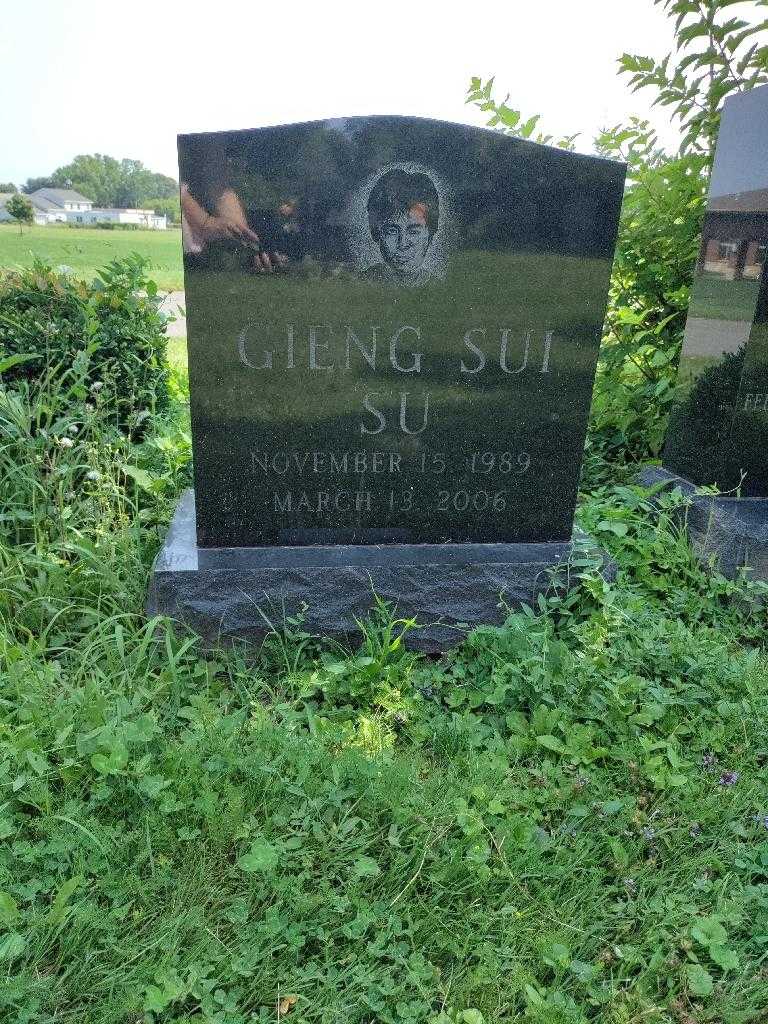 GIENG SUI
SU
NOVEMBER 15, 1989
MARCH 13, 2006